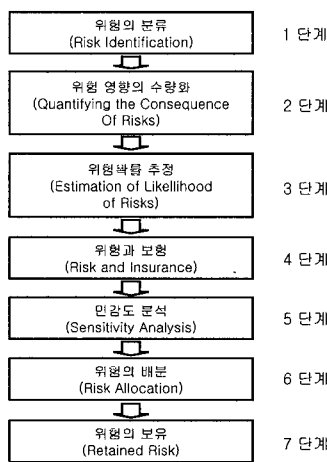 위험의 분류
(Risk Identification)
1 단계
위험 영향의 수량화
(Quantifying the Consequence
Of Risks)
2 단계
위험확률 추정
(Estimation of Likellihood
of Risks)
3 단계
위험과 보험
(Risk and Insurance)
4 단계
민감도 분석
(Sensitivity Analysis)
5 단계
위험의 배분
(Risk Allocation)
6 단계
위험의 보유
(Retained Risk)
7 단계